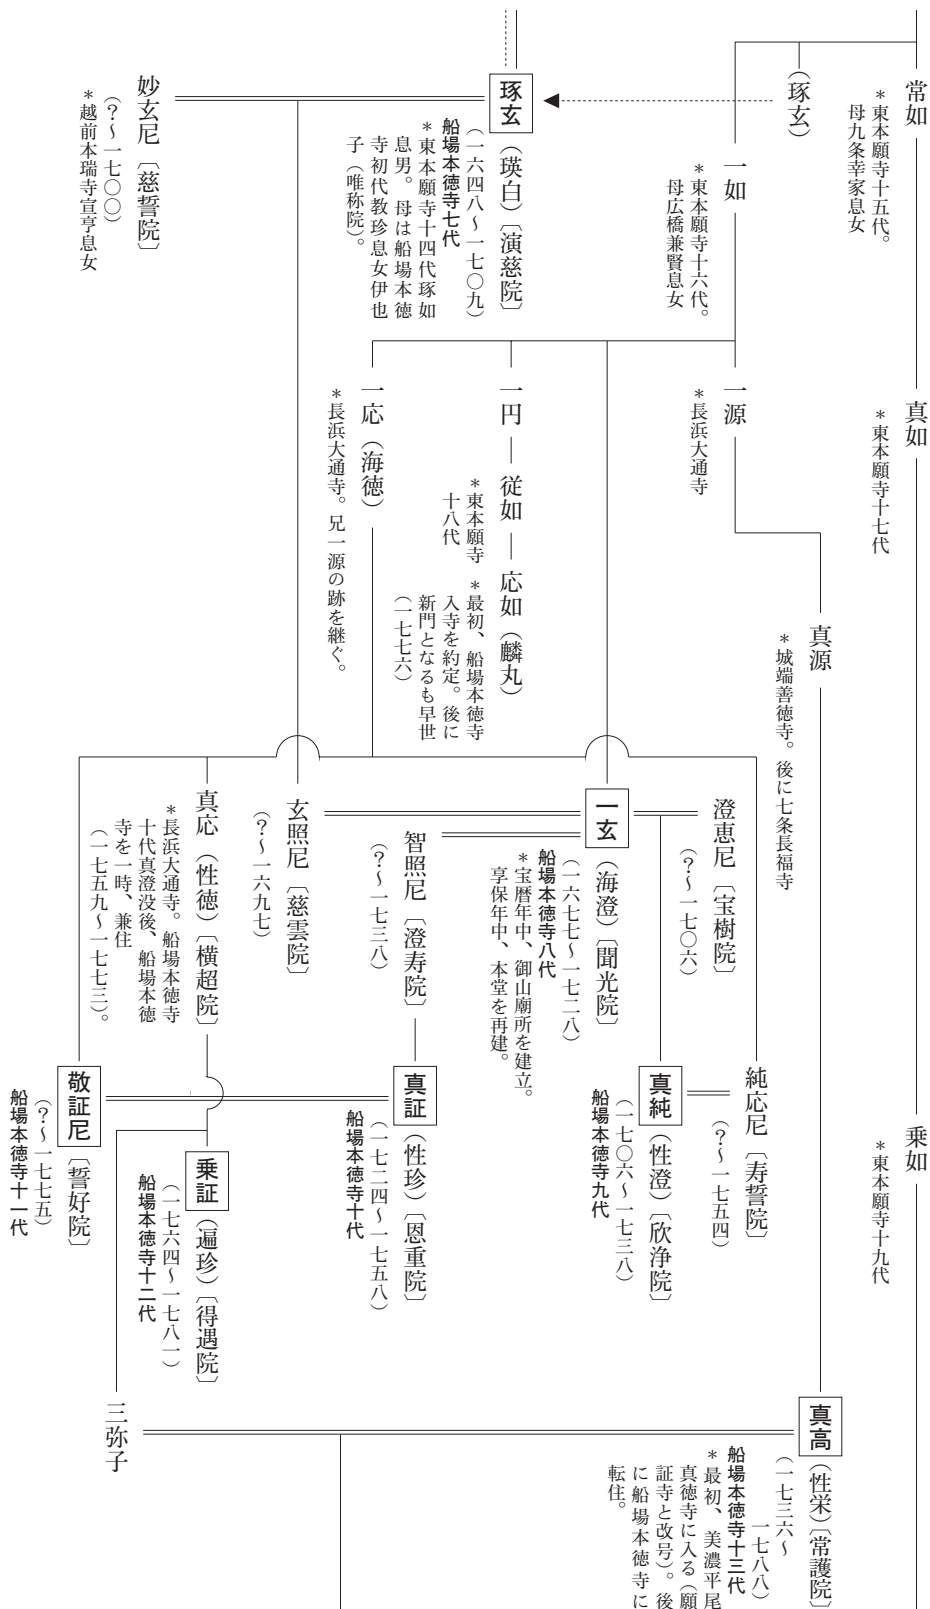 常如
＊東本願寺十五代。
母九条幸家息女
真如
＊東本願寺十七代
乗如
＊東本願寺十九代
（琢玄）
一如
＊東本願寺十六代。
母広橋兼賢息女
一源
＊長浜大通寺
真源
＊城端善徳寺。後に七条長福寺
真高（性栄）〔常護院〕
（一七三六〜
一七八八）
船場本徳寺十三代
＊最初、美濃平尾
真徳寺に入る（願
証寺と改号）。後
に船場本徳寺に
転住。
琢玄（瑛白）〔演慈院〕
（一六四八〜一七〇九）
船場本徳寺七代
＊東本願寺十四代琢如
息男。母は船場本徳
寺初代教珍息女伊也
子（唯称院）。
妙玄尼〔慈誓院〕
（？〜一七〇〇）
＊越前本瑞寺宣亨息女
一円
従如
＊東本願寺
十八代
応如（麟丸）
＊最初、船場本徳寺
入寺を約定。後に
新門となるも早世
（一七七六）
一応（海徳）
＊長浜大通寺。兄一源の跡を継ぐ。
澄恵尼〔宝樹院〕
（？〜一七〇六）
一玄（海澄）〔聞光院〕
（一六七七〜一七二八）
船場本徳寺八代
＊宝暦年中、御山廟所を建立。
享保年中、本堂を再建。
智照尼〔澄寿院〕
（？〜一七三八）
玄照尼〔慈雲院〕
（？〜一六九七）
真応（性徳）〔横超院〕
＊長浜大通寺。船場本徳寺
十代真澄没後、船場本徳
寺を一時、兼住
（一七五九〜一七七三）。
純応尼〔寿誓院〕
（？〜一七五四）
真純（性澄）〔欣浄院〕
（一七〇六〜一七三八）
船場本徳寺九代
真証（性珍）〔恩重院〕
（一七二四〜一七五八）
船場本徳寺十代
乗証（遍珍）〔得遇院〕
（一七六四〜一七八一）
船場本徳寺十二代
敬証尼〔誓好院〕
（？〜一七七五）
船場本徳寺十一代
三弥子